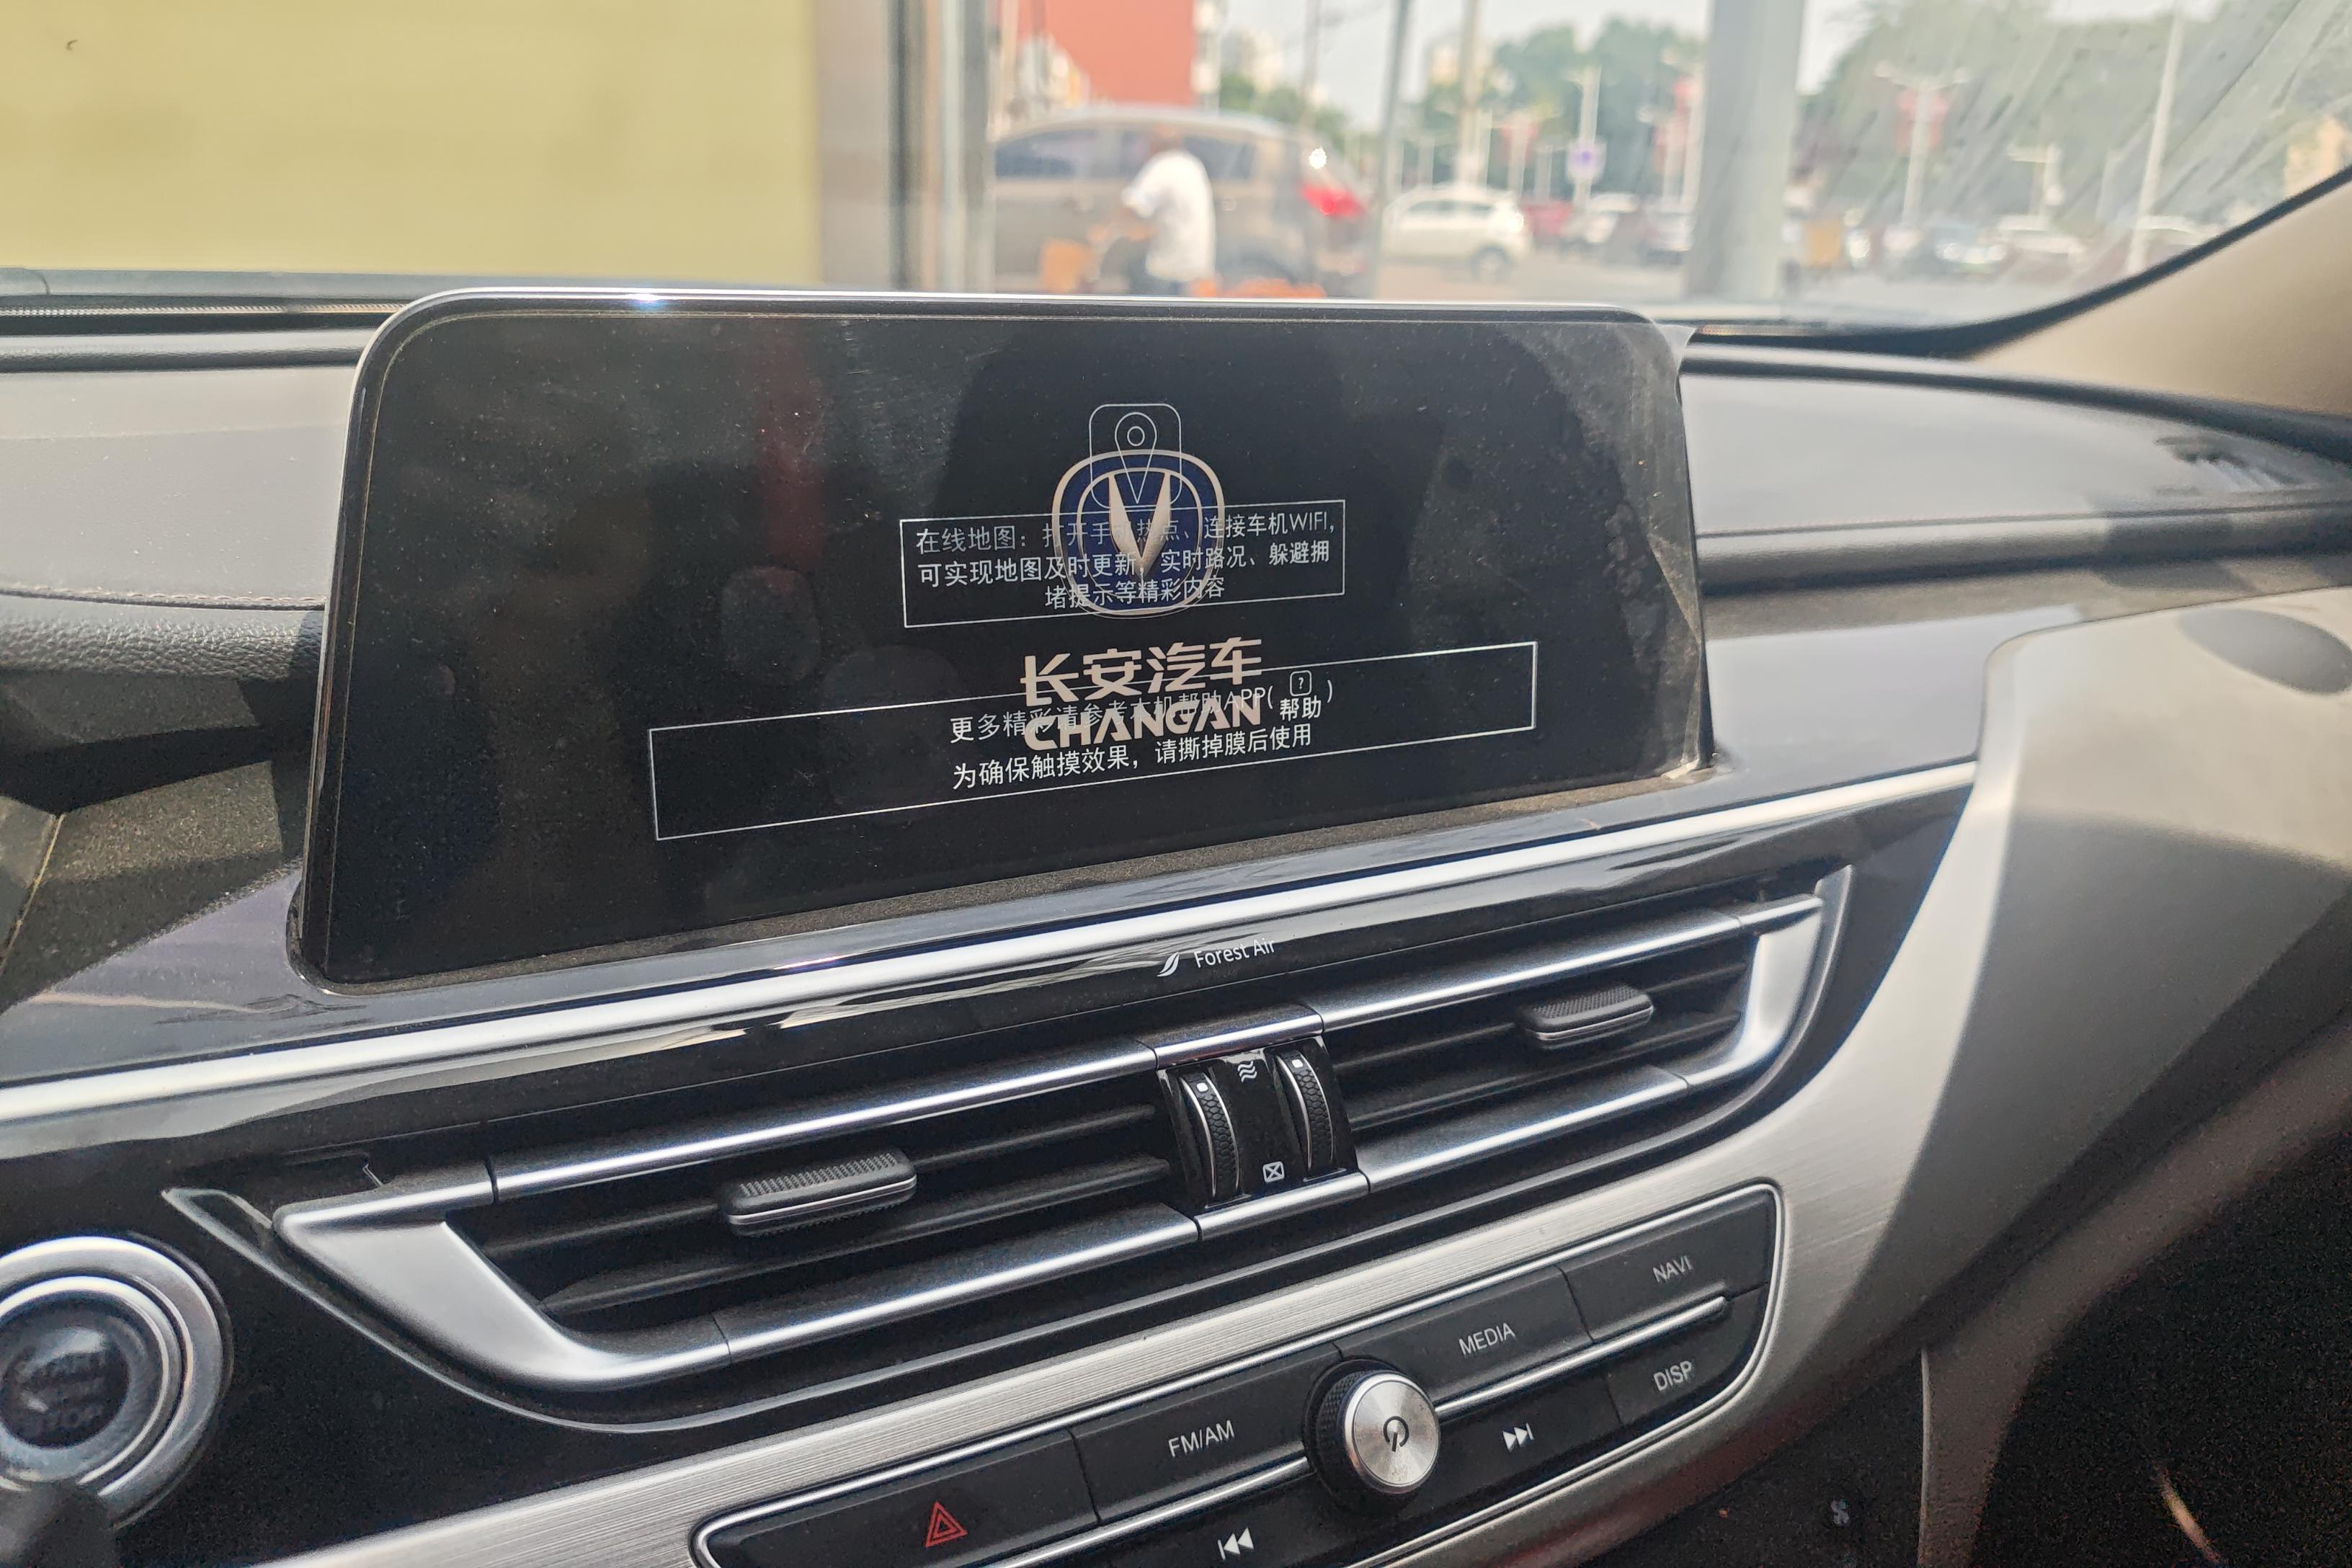 在线地图：打开手机热点、连接车机WIFI，
可实现地图及时更新，实时路况、躲避拥
堵提示等精彩内容
长安汽车
更多精彩请参考本机帮助APP(?帮助)
CHANGAN
为确保触摸效果，请撕掉膜后使用
Forest Air
NAVI
MEDIA
DISP
FM/AM